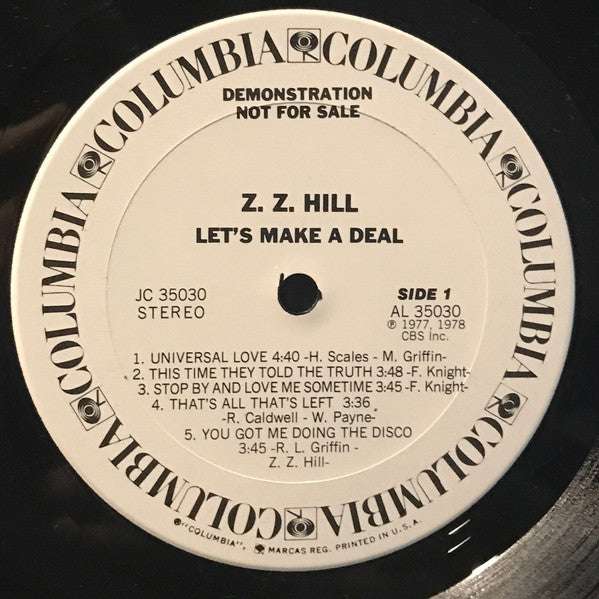 COLUMBIA COLUMBIA COLUMBIA COLUMBIA COLUMBIA COLUMBIA COLUMBIA COLUMBIA
DEMONSTRATION
NOT FOR SALE
Z. Z. HILL
LET'S MAKE A DEAL
JC 35030
STEREO
SIDE 1
AL 35030
℗ 1977, 1978
CBS Inc.
1. UNIVERSAL LOVE 4:40 -H. Scales - M. Griffin-
2. THIS TIME THEY TOLD THE TRUTH 3:48 -F. Knight-
3. STOP BY AND LOVE ME SOMETIME 3:45 -F. Knight-
4. THAT'S ALL THAT'S LEFT 3:36
-R. Caldwell - W. Payne-
5. YOU GOT ME DOING THE DISCO
3:45 -R. L. Griffin -
Z. Z. Hill-
®"COLUMBIA", MARCAS REG. PRINTED IN U.S.A.